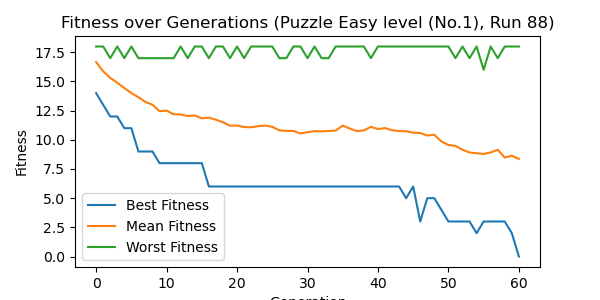 Fitness over Generations (Puzzle Easy level (No.1), Run 88)
Fitness
17.5
15.0
12.5
10.0
7.5
5.0
2.5
0.0
Best Fitness
Mean Fitness
Worst Fitness
0 10 20 30 40 50 60
Generation